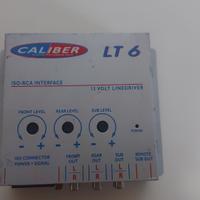 CALIBER
LT 6
ISO-RCA INTERFACE
12 VOLT LINEDRIVER
FRONT LEVEL
REAR LEVEL
SUB LEVEL
- +
- +
- +
POWER
ISO CONNECTOR
POWER + SIGNAL
FRONT
OUT
REAR
OUT
SUB
OUT
REMOTE
SUB OUT
L
L
L
R
R
R